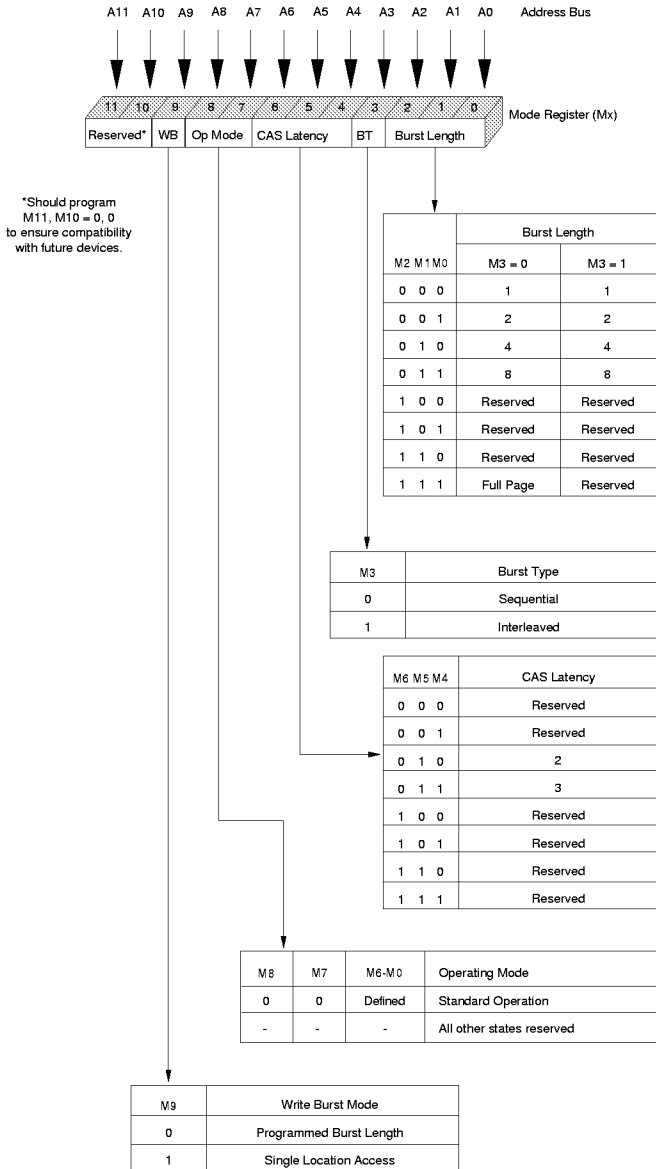 A11 A10 A9 A8 A7 A6 A5 A4 A3 A2 A1 A0 Address Bus
11 10 9 8 7 6 5 4 3 2 1 0 Mode Register (Mx)
Reserved* WB Op Mode CAS Latency BT Burst Length
*Should program
M11, M10 = 0, 0
to ensure compatibility
with future devices.
Burst Length
M2 M1 M0 M3 = 0 M3 = 1
0 0 0 1 1
0 0 1 2 2
0 1 0 4 4
0 1 1 8 8
1 0 0 Reserved Reserved
1 0 1 Reserved Reserved
1 1 0 Reserved Reserved
1 1 1 Full Page Reserved
M3 Burst Type
0 Sequential
1 Interleaved
M6 M5 M4 CAS Latency
0 0 0 Reserved
0 0 1 Reserved
0 1 0 2
0 1 1 3
1 0 0 Reserved
1 0 1 Reserved
1 1 0 Reserved
1 1 1 Reserved
M8 M7 M6-M0 Operating Mode
0 0 Defined Standard Operation
- - - All other states reserved
M9 Write Burst Mode
0 Programmed Burst Length
1 Single Location Access